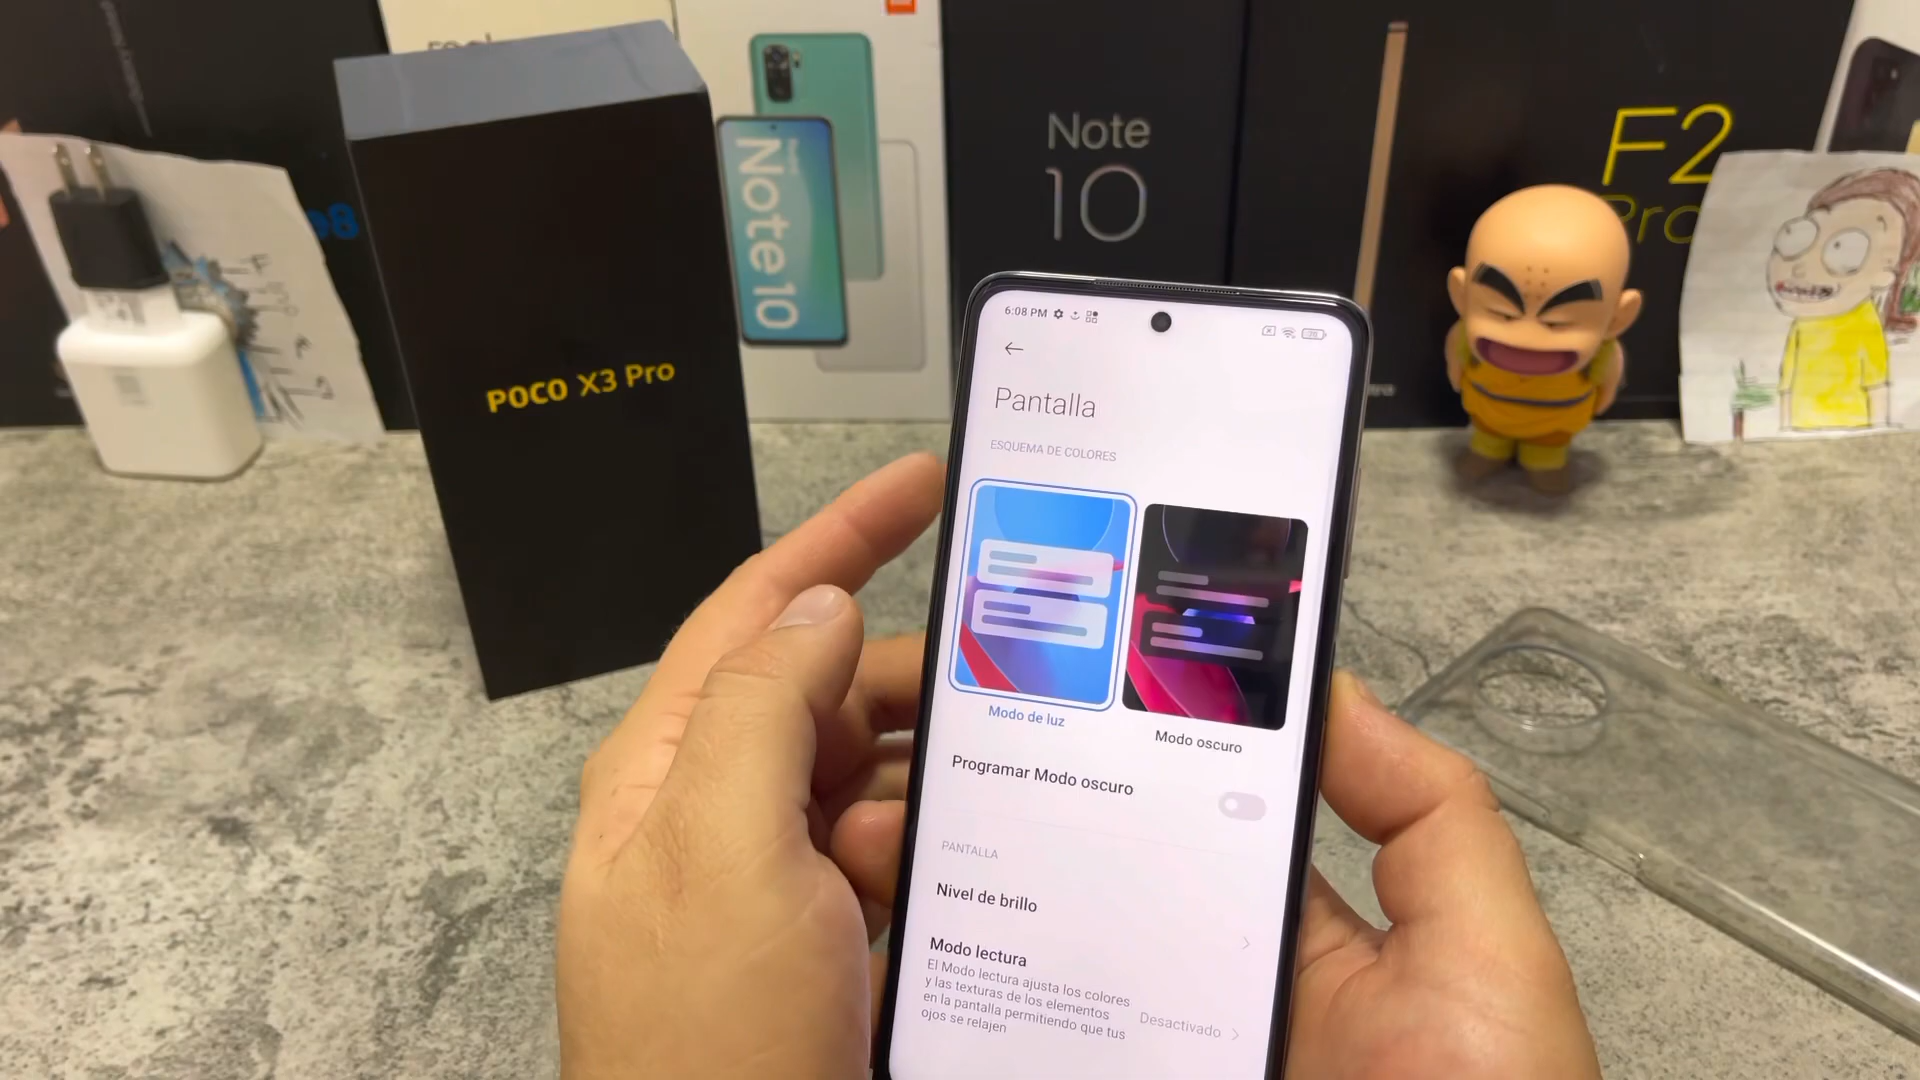 POCO X3 Pro
Redmi
Note 10
Note
10
F2
Pro
6:08 PM
Pantalla
ESQUEMA DE COLORES
Modo de luz
Modo oscuro
Programar Modo oscuro
PANTALLA
Nivel de brillo
Modo lectura
El Modo lectura ajusta los colores
y las texturas de los elementos
en la pantalla permitiendo que tus
ojos se relajen
Desactivado